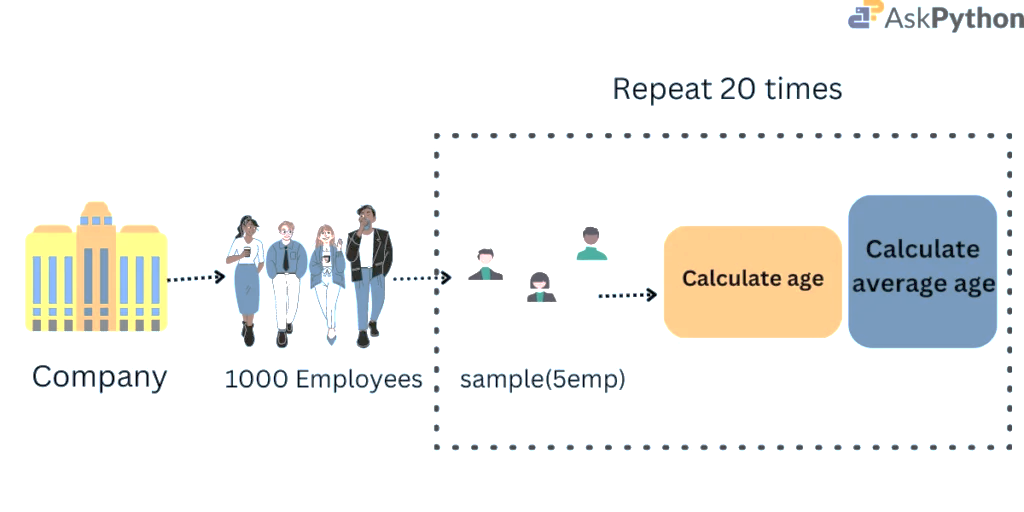 AskPython
Repeat 20 times
Calculate age
Calculate
average age
Company
1000 Employees
sample(5emp)